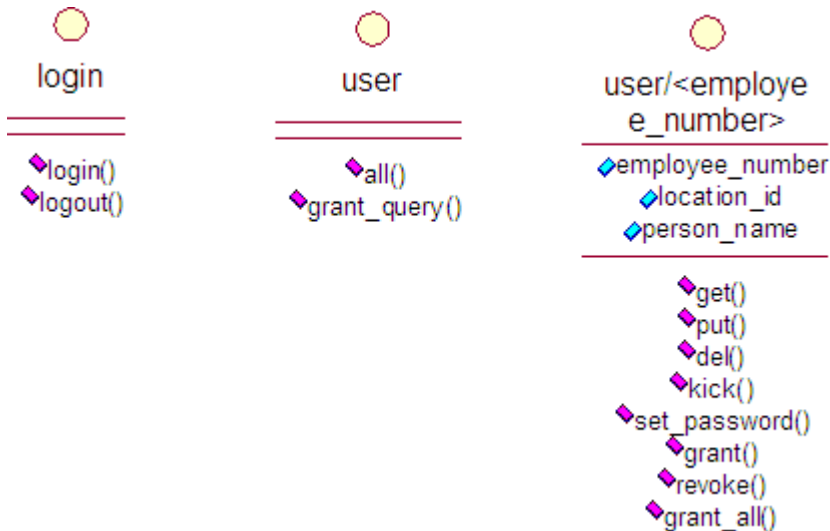 login
login()
logout()
user
all()
grant_query()
user/<employe
e_number>
employee_number
location_id
person_name
get()
put()
del()
kick()
set_password()
grant()
revoke()
grant_all()